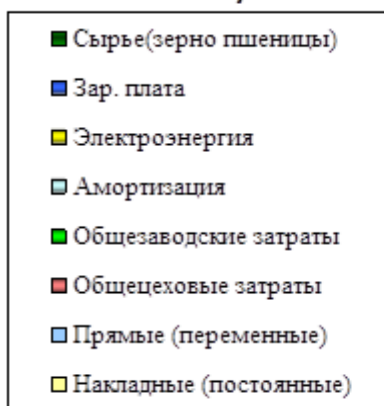 Сырье(зерно пшеницы)
Зар. плата
Электроэнергия
Амортизация
Общезаводские затраты
Общецеховые затраты
Прямые (переменные)
Накладные (постоянные)